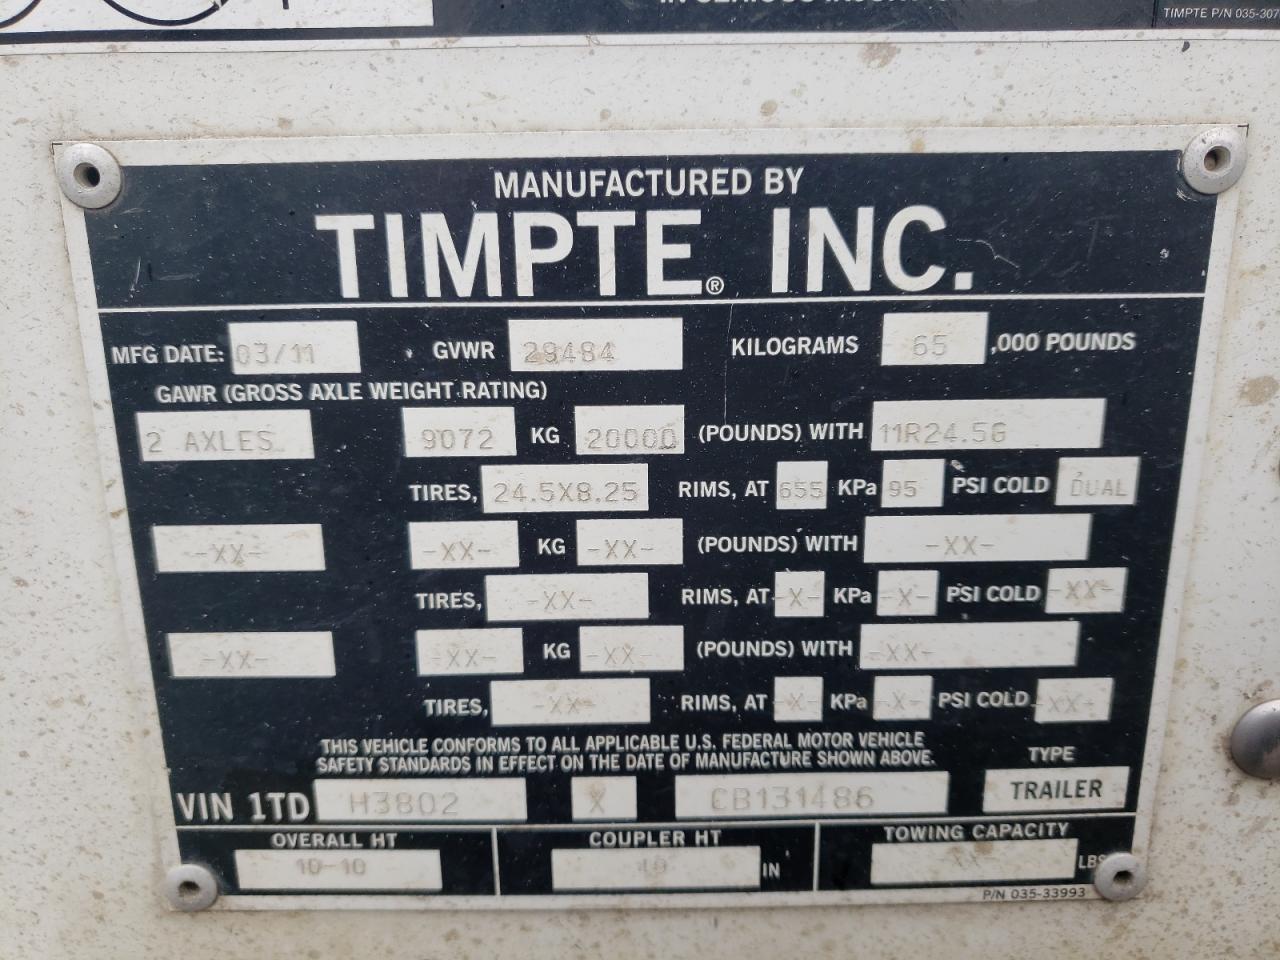 TIMPTE P/N 035-307
MANUFACTURED BY
TIMPTE® INC.
MFG DATE: 03/11 GVWR 29484 KILOGRAMS 65 ,000 POUNDS
GAWR (GROSS AXLE WEIGHT RATING)
2 AXLES 9072 KG 20000 (POUNDS) WITH 11R24.5G
TIRES, 24.5X8.25 RIMS, AT 655 KPa 95 PSI COLD DUAL
-XX- -XX- KG -XX- (POUNDS) WITH -XX-
TIRES, -XX- RIMS, AT -X- KPa -X- PSI COLD -XX-
-XX- -XX- KG -XX- (POUNDS) WITH -XX-
TIRES, -XX- RIMS, AT -X- KPa -X- PSI COLD -XX-
THIS VEHICLE CONFORMS TO ALL APPLICABLE U.S. FEDERAL MOTOR VEHICLE
SAFETY STANDARDS IN EFFECT ON THE DATE OF MANUFACTURE SHOWN ABOVE.
TYPE
VIN 1TD H3802 X CB131486 TRAILER
OVERALL HT COUPLER HT TOWING CAPACITY
10-10 IN LBS
P/N 035-33993